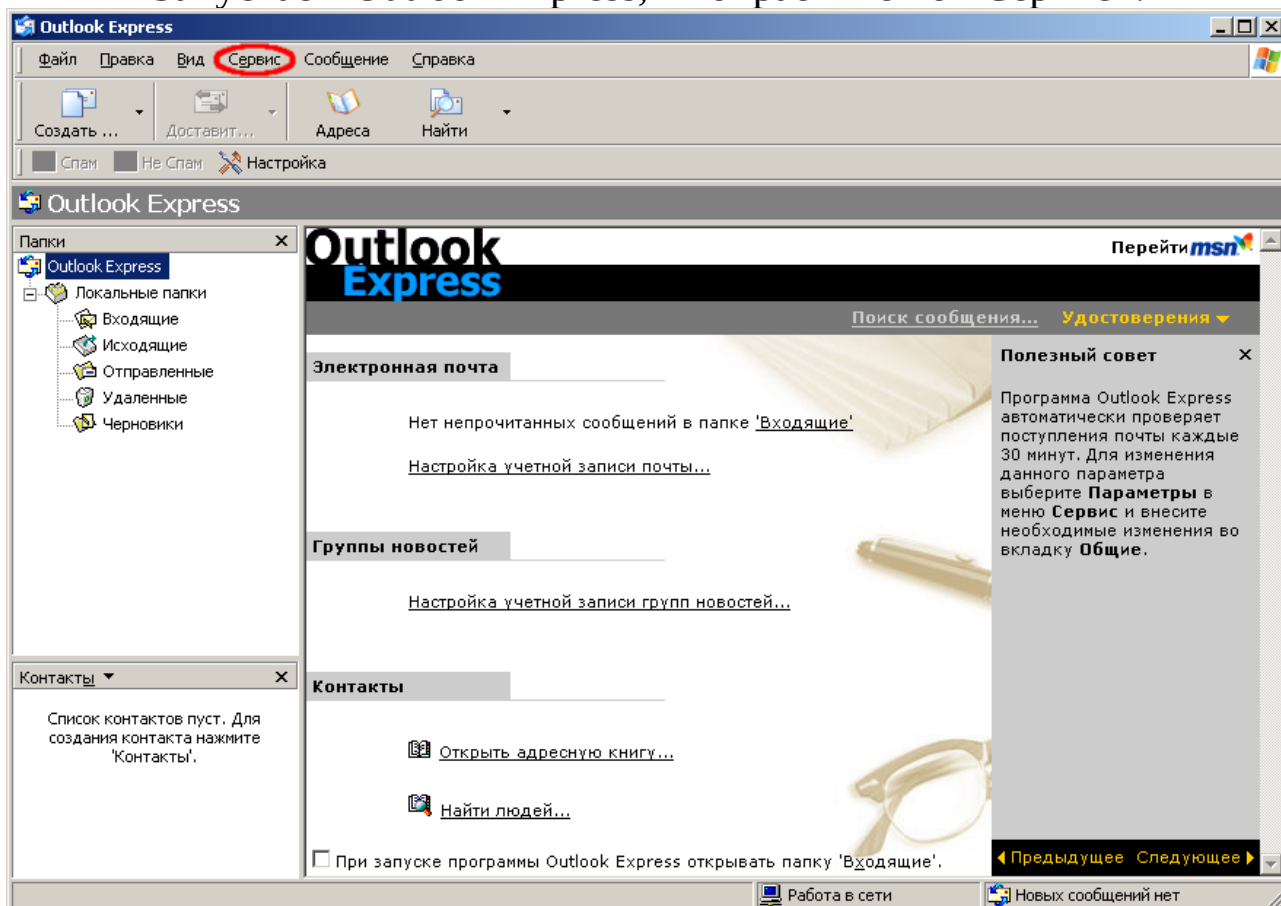 Outlook Express
Файл Правка Вид Сервис Сообщение Справка
Создать ... Доставит... Адреса Найти
Спам Не Спам Настройка
Outlook Express
Папки
Outlook Express
Локальные папки
Входящие
Исходящие
Отправленные
Удаленные
Черновики
Контакты
Список контактов пуст. Для
создания контакта нажмите
'Контакты'.
Outlook
Express
Перейти msn
Поиск сообщения... Удостоверения
Электронная почта
Нет непрочитанных сообщений в папке 'Входящие'
Настройка учетной записи почты...
Группы новостей
Настройка учетной записи групп новостей...
Контакты
Открыть адресную книгу...
Найти людей...
При запуске программы Outlook Express открывать папку 'Входящие'.
Полезный совет
Программа Outlook Express
автоматически проверяет
поступления почты каждые
30 минут. Для изменения
данного параметра
выберите Параметры в
меню Сервис и внесите
необходимые изменения во
вкладку Общие.
Предыдущее Следующее
Работа в сети
Новых сообщений нет